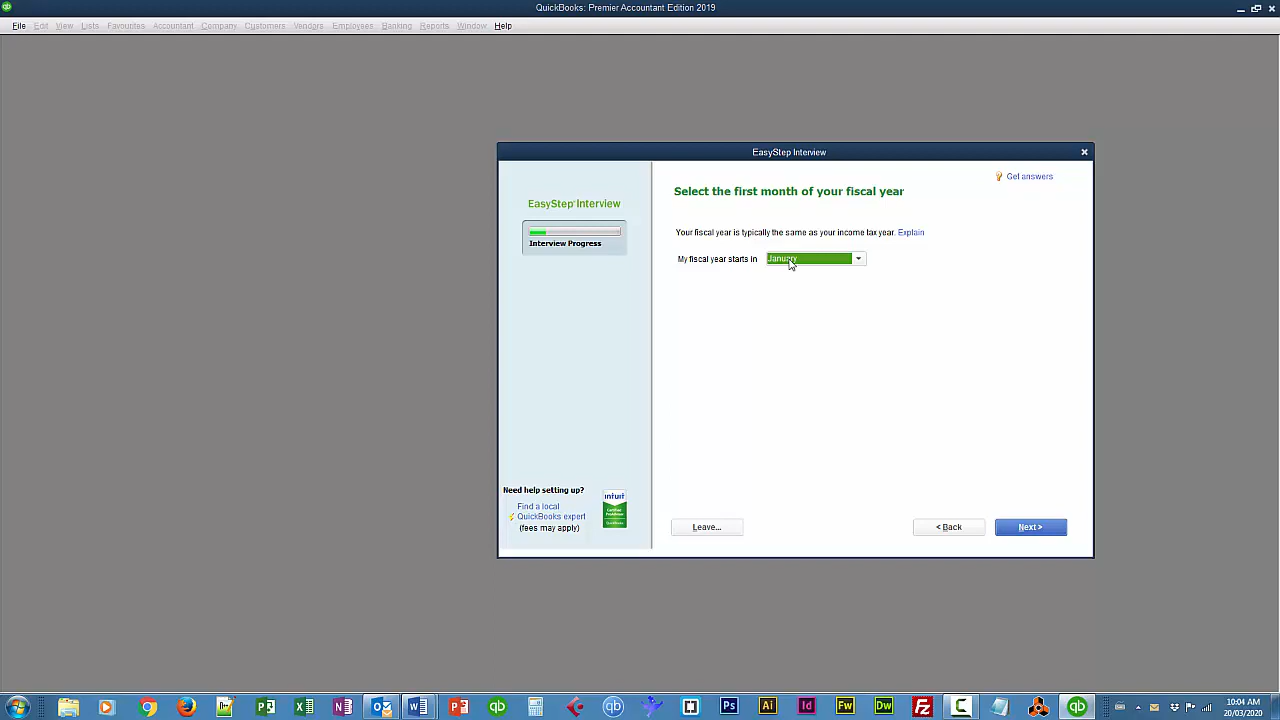 QuickBooks: Premier Accountant Edition 2019
File Edit View Lists Favourites Accountant Company Customers Vendors Employees Banking Reports Window Help
EasyStep Interview
Get answers
Select the first month of your fiscal year
EasyStep Interview
Your fiscal year is typically the same as your income tax year. Explain
Interview Progress
My fiscal year starts in January
Need help setting up?
Find a local
QuickBooks expert
(fees may apply)
intuit
Leave...
< Back
Next >
10:04 AM
20/03/2020